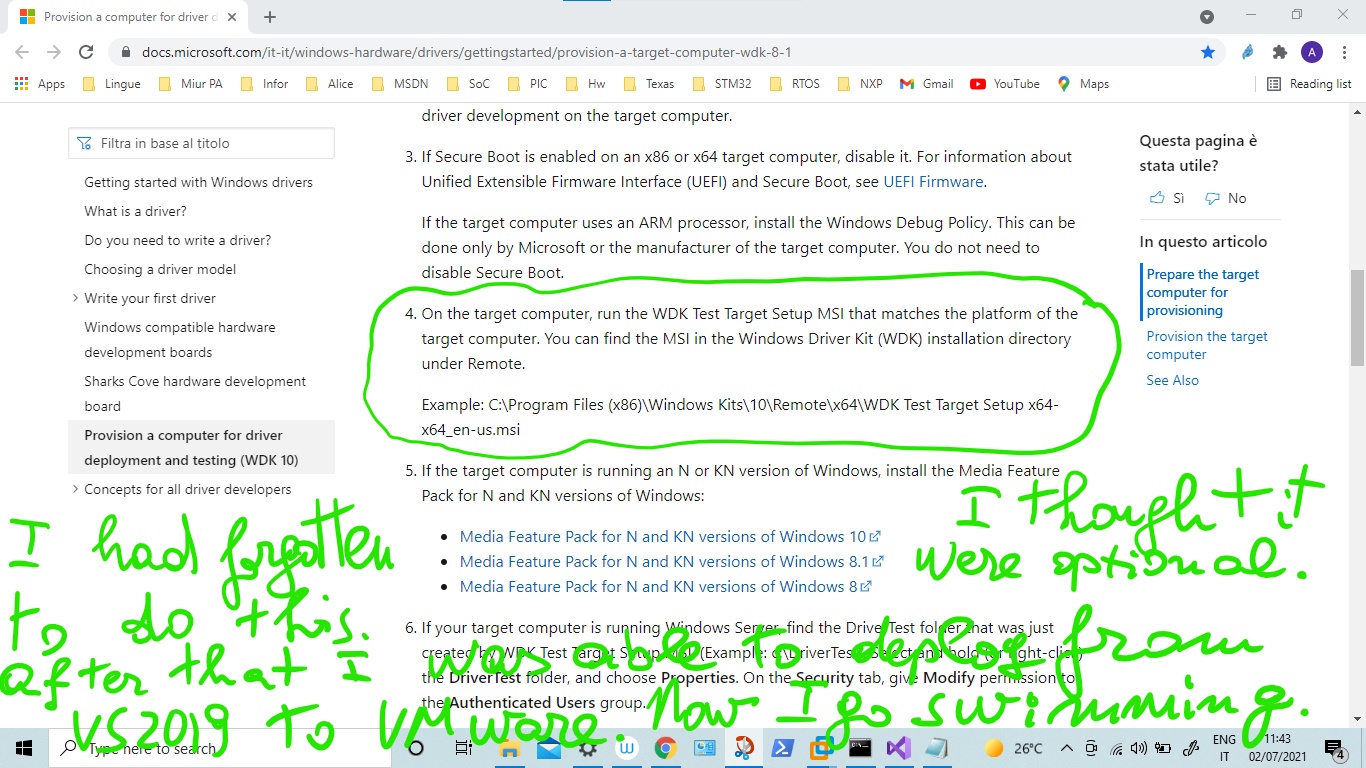 Provision a computer for driver d
docs.microsoft.com/it-it/windows-hardware/drivers/gettingstarted/provision-a-target-computer-wdk-8-1
A
Apps Lingue Miur PA Infor Alice MSDN SoC PIC Hw Texas STM32 RTOS NXP Gmail YouTube Maps Reading list
Filtra in base al titolo
Getting started with Windows drivers
What is a driver?
Do you need to write a driver?
Choosing a driver model
Write your first driver
Windows compatible hardware
development boards
Sharks Cove hardware development
board
Provision a computer for driver
deployment and testing (WDK 10)
Concepts for all driver developers
driver development on the target computer.
3. If Secure Boot is enabled on an x86 or x64 target computer, disable it. For information about
Unified Extensible Firmware Interface (UEFI) and Secure Boot, see UEFI Firmware.
If the target computer uses an ARM processor, install the Windows Debug Policy. This can be
done only by Microsoft or the manufacturer of the target computer. You do not need to
disable Secure Boot.
4. On the target computer, run the WDK Test Target Setup MSI that matches the platform of the
target computer. You can find the MSI in the Windows Driver Kit (WDK) installation directory
under Remote.
Example: C:\Program Files (x86)\Windows Kits\10\Remote\x64\WDK Test Target Setup x64-
x64_en-us.msi
5. If the target computer is running an N or KN version of Windows, install the Media Feature
Pack for N and KN versions of Windows:
Media Feature Pack for N and KN versions of Windows 10
Media Feature Pack for N and KN versions of Windows 8.1
Media Feature Pack for N and KN versions of Windows 8
6. If your target computer is running Windows Server, find the DriverTest folder that was just
created by WDK Test Target Setup MSI. (Example: c:\DriverTest). Select and hold (or right-click)
the DriverTest folder, and choose Properties. On the Security tab, give Modify permission to
the Authenticated Users group.
Questa pagina è
stata utile?
Sì No
In questo articolo
Prepare the target
computer for
provisioning
Provision the target
computer
See Also
I had forgotten
to do this.
I thought it
were optional.
After that I was able to deploy from
VS2019 to VMware. Now I go swimming.
Type here to search
26°C
ENG
IT
11:43
02/07/2021
4